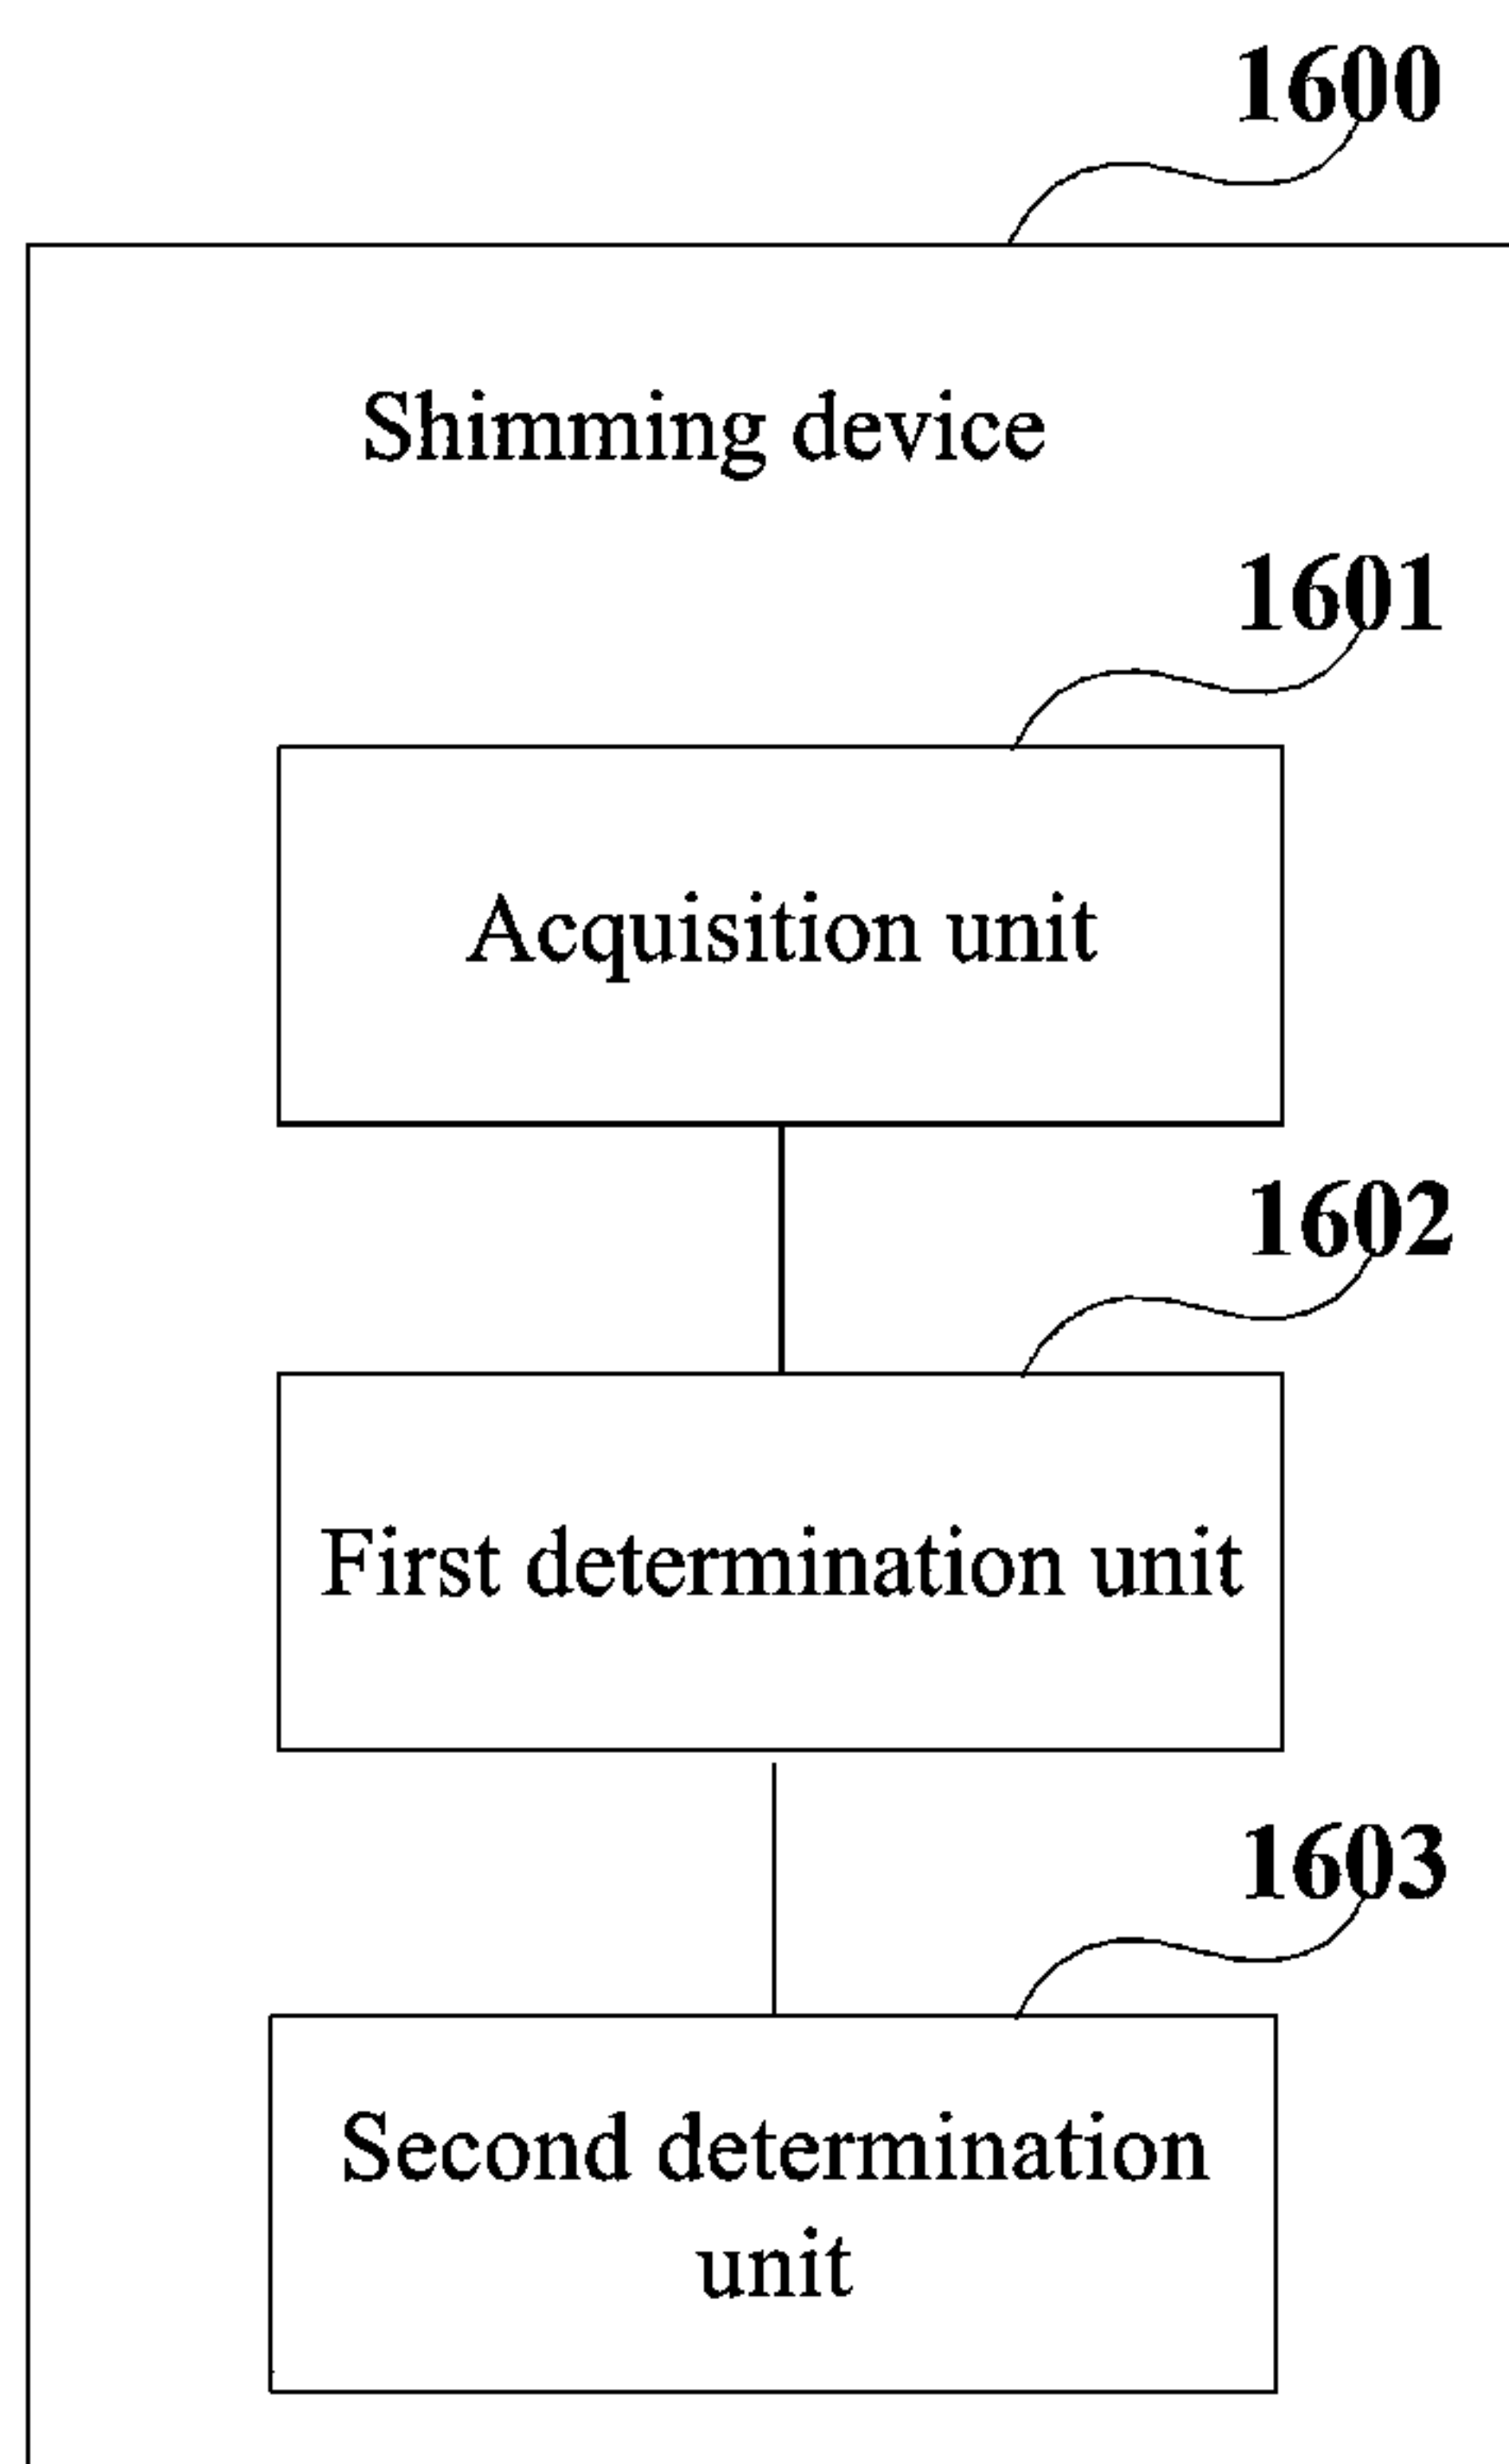 1600
Shimming device
1601
Acquisition unit
1602
First determination unit
1603
Second determination
unit